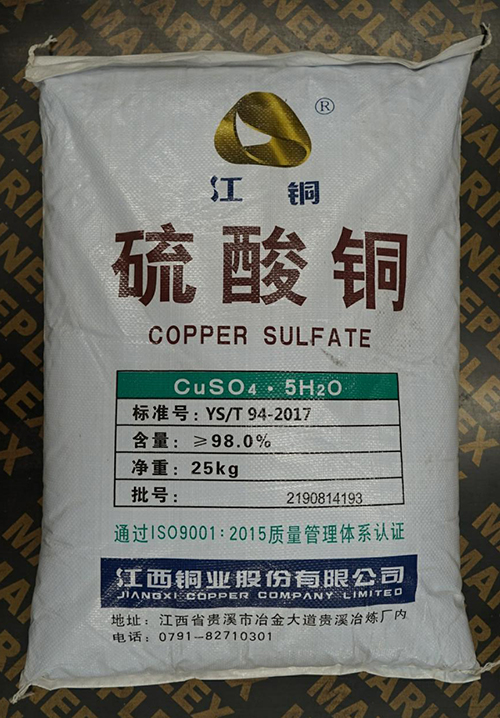 ®
江 铜
硫酸铜
COPPER SULFATE
CuSO4 · 5H2O
标准号: YS/T 94-2017
含量: ≥98.0%
净重: 25kg
批号: 2190814193
通过ISO9001:2015质量管理体系认证
江西铜业股份有限公司
JIANGXI COPPER COMPANY LIMITED
地址: 江西省贵溪市冶金大道贵溪冶炼厂内
电话: 0791-82710301